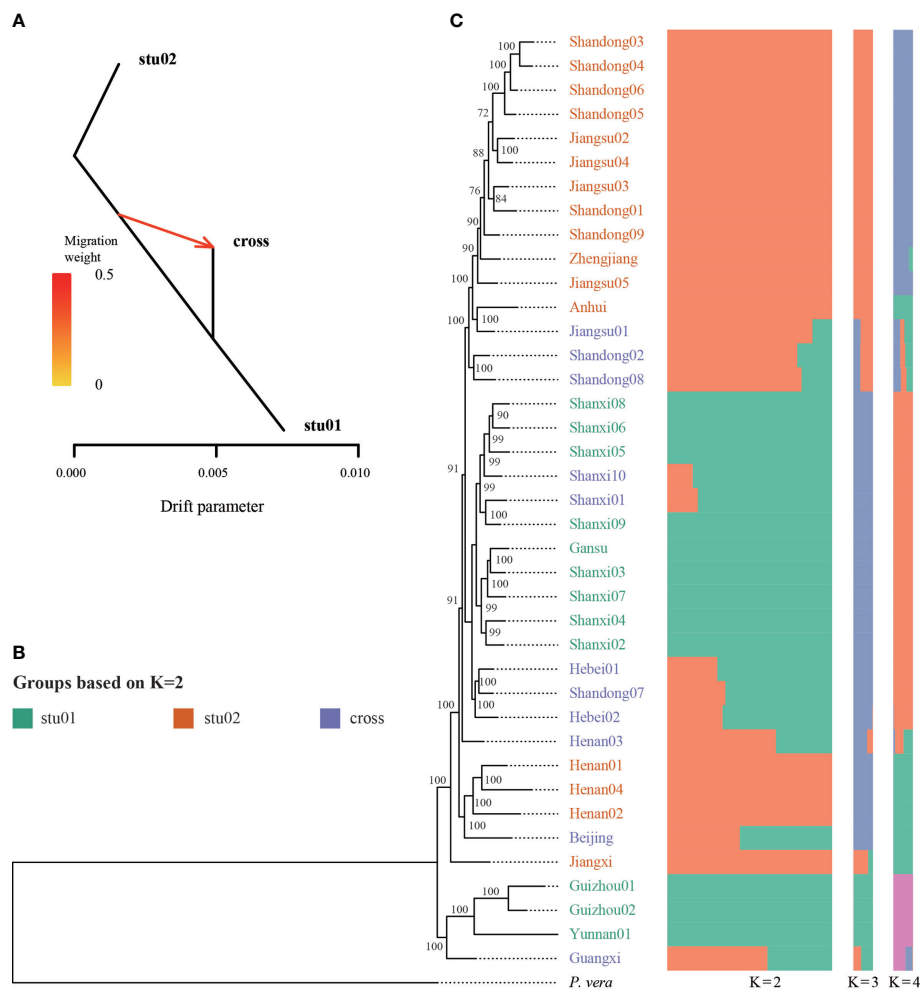 A
stu02
Migration
weight
0.5
0
cross
stu01
0.000
0.005
0.010
Drift parameter
B
Groups based on K=2
stu01
stu02
cross
C
100
Shandong03
100
Shandong04
100
Shandong06
72
Shandong05
Jiangsu02
100
88
Jiangsu04
76
Jiangsu03
84
Shandong01
90
Shandong09
90
Zhengjiang
100
Jiangsu05
Anhui
100
100
Jiangsu01
Shandong02
100
Shandong08
Shanxi08
90
Shanxi06
99
Shanxi05
99
91
Shanxi10
99
Shanxi01
100
Shanxi09
Gansu
100
Shanxi03
100
91
Shanxi07
99
Shanxi04
99
Shanxi02
Hebei01
100
Shandong07
100
100
Hebei02
Henan03
Henan01
100
100
Henan04
100
Henan02
100
Beijing
Jiangxi
100
Guizhou01
100
Guizhou02
Yunnan01
100
Guangxi
P. vera
K=2
K=3
K=4